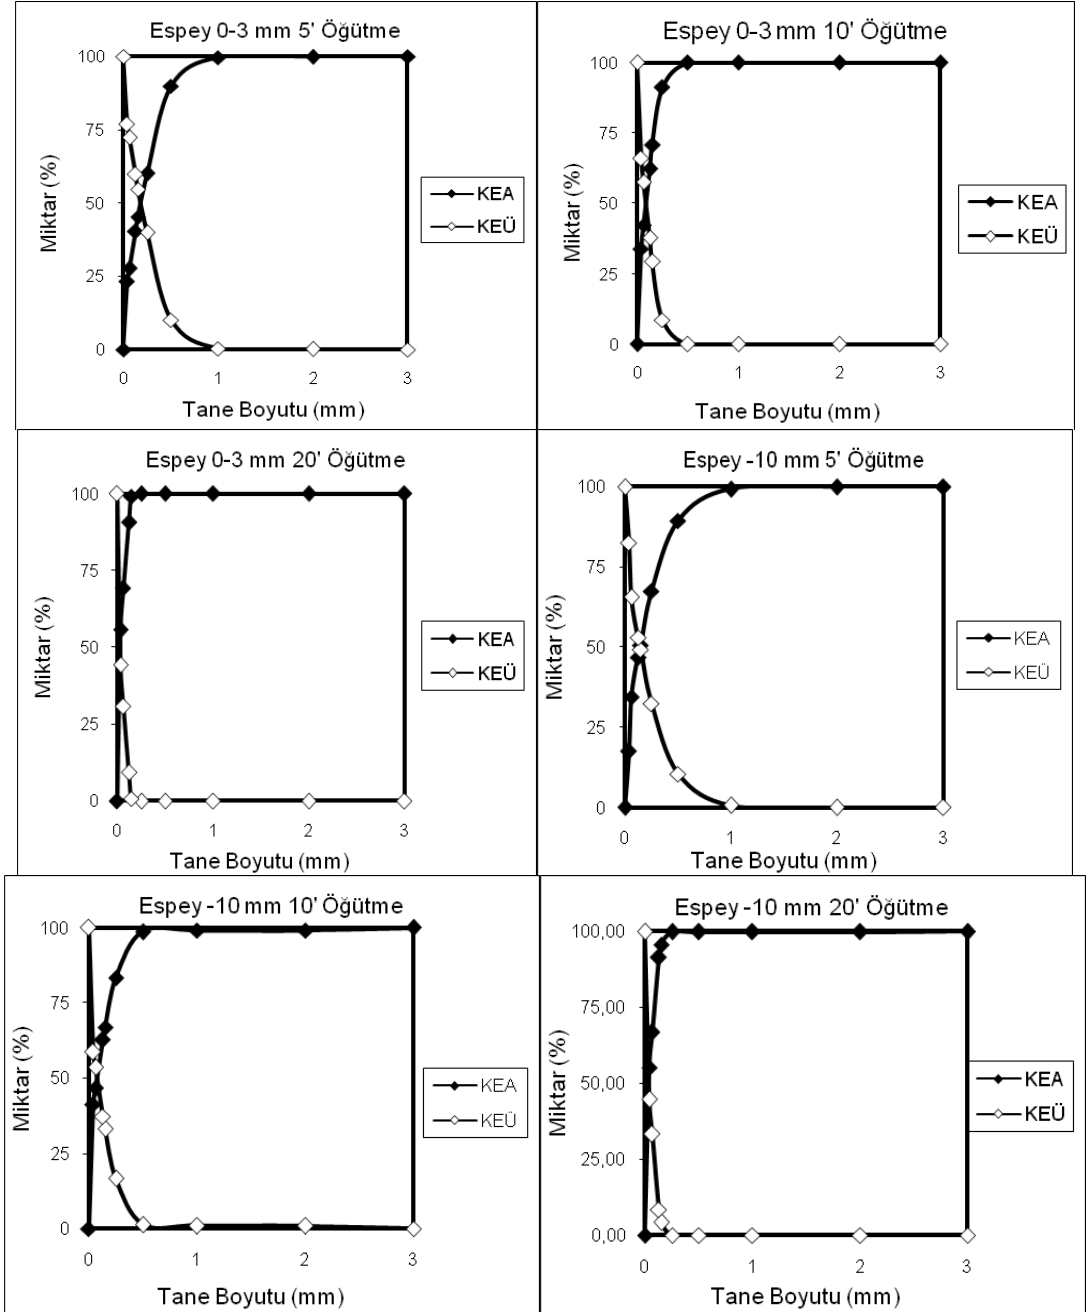 Espey 0-3 mm 5' Öğütme
100
75
50
25
0
Miktar (%)
0 1 2 3
Tane Boyutu (mm)
KEA
KEÜ
Espey 0-3 mm 10' Öğütme
100
75
50
25
0
Miktar (%)
0 1 2 3
Tane Boyutu (mm)
KEA
KEÜ
Espey 0-3 mm 20' Öğütme
100
75
50
25
0
Miktar (%)
0 1 2 3
Tane Boyutu (mm)
KEA
KEÜ
Espey -10 mm 5' Öğütme
100
75
50
25
0
Miktar (%)
0 1 2 3
Tane Boyutu (mm)
KEA
KEÜ
Espey -10 mm 10' Öğütme
100
75
50
25
0
Miktar (%)
0 1 2 3
Tane Boyutu (mm)
KEA
KEÜ
Espey -10 mm 20' Öğütme
100,00
75,00
50,00
25,00
0,00
Miktar (%)
0 1 2 3
Tane Boyutu (mm)
KEA
KEÜ